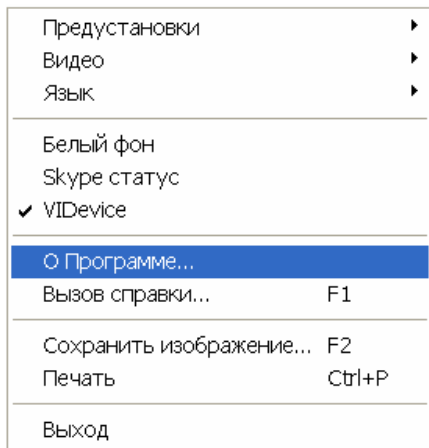 Предустановки
Видео
Язык
Белый фон
Skype статус
VIDevice
О Программе...
Вызов справки... F1
Сохранить изображение... F2
Печать Ctrl+P
Выход